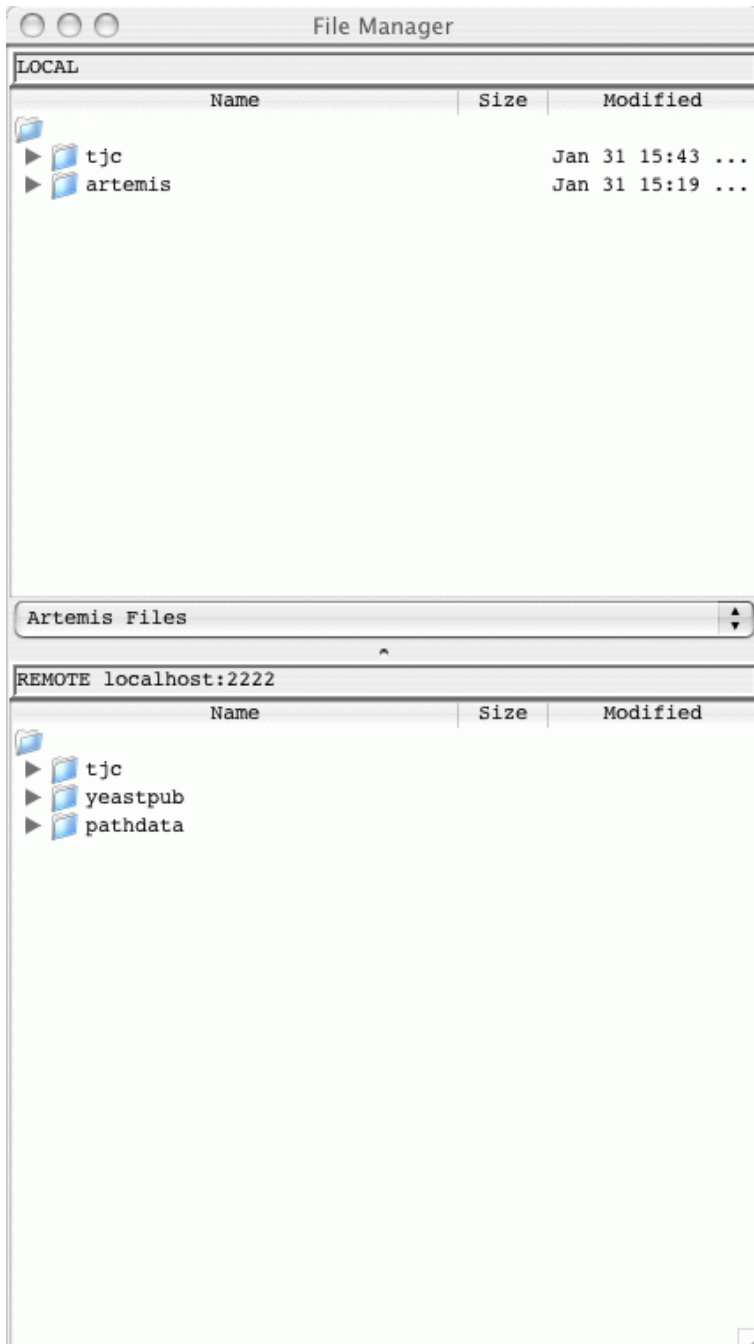 File Manager
LOCAL
Name Size Modified
tjc Jan 31 15:43 ...
artemis Jan 31 15:19 ...
Artemis Files
REMOTE localhost:2222
Name Size Modified
tjc
yeastpub
pathdata